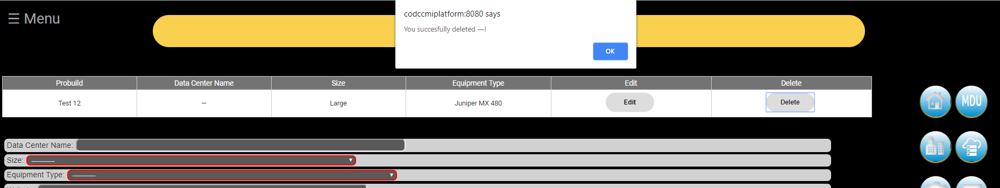 codccmiplatform:8080 says
You succesfully deleted —!
OK
☰ Menu
Probuild Data Center Name Size Equipment Type Edit Delete
Test 12 — Large Juniper MX 480 Edit Delete
MDU
Data Center Name:
Size: ---------
Equipment Type: ---------